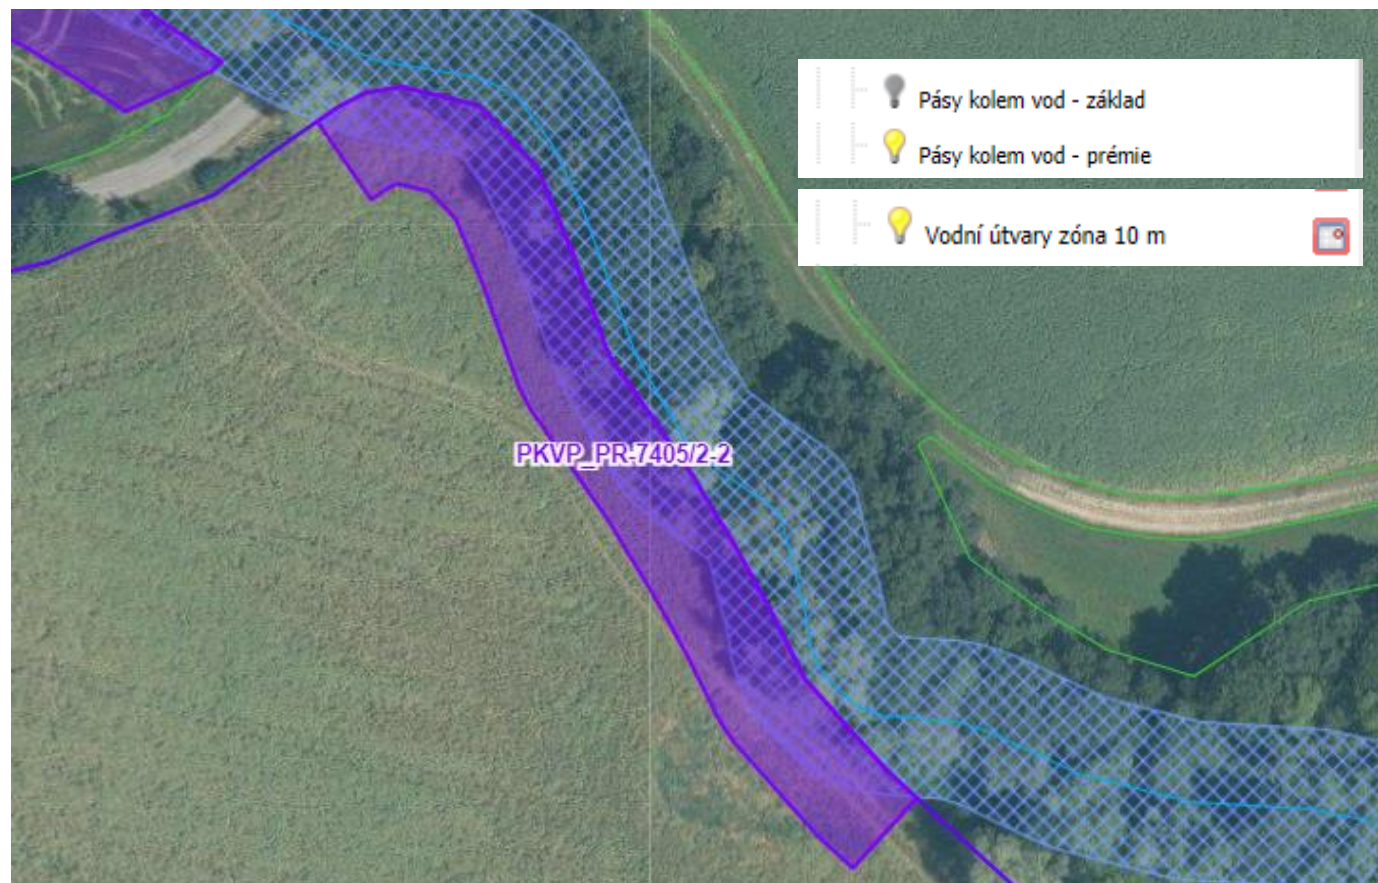 Pásy kolem vod - základ
Pásy kolem vod - prémie
Vodní útvary zóna 10 m
PKVP_PR-7405/2-2